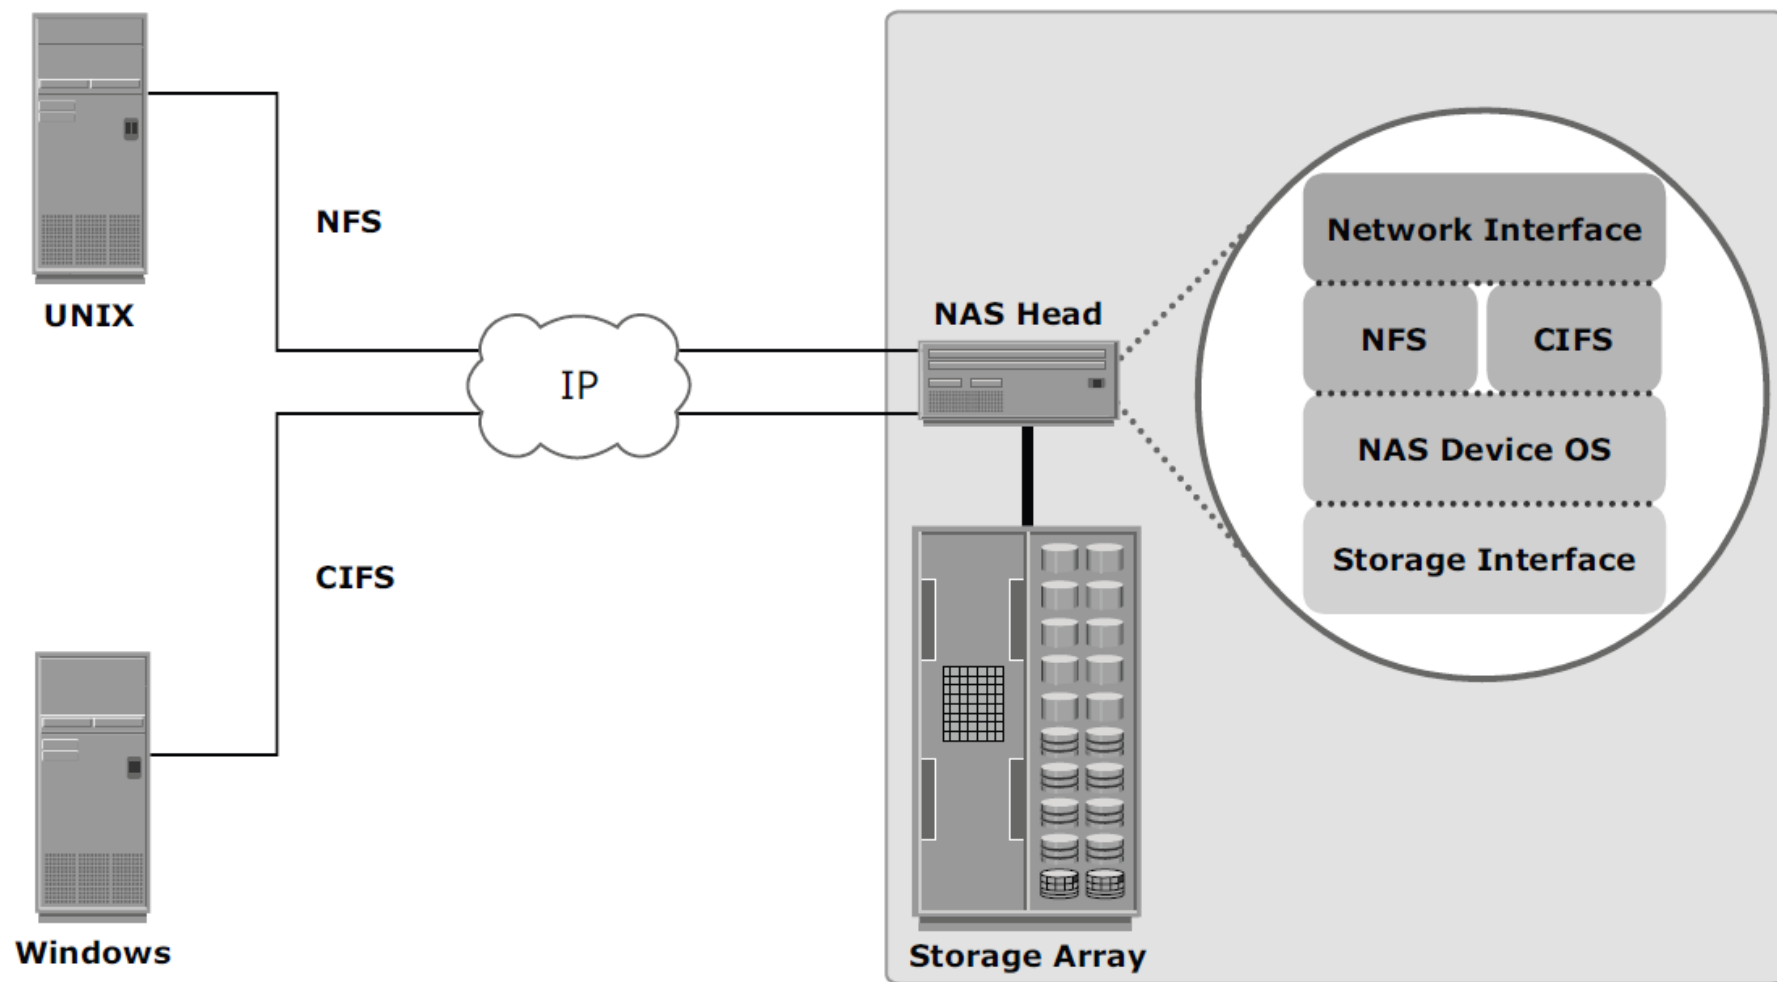 NFS
UNIX
IP
CIFS
Windows
NAS Head
Storage Array
Network Interface
NFS
CIFS
NAS Device OS
Storage Interface